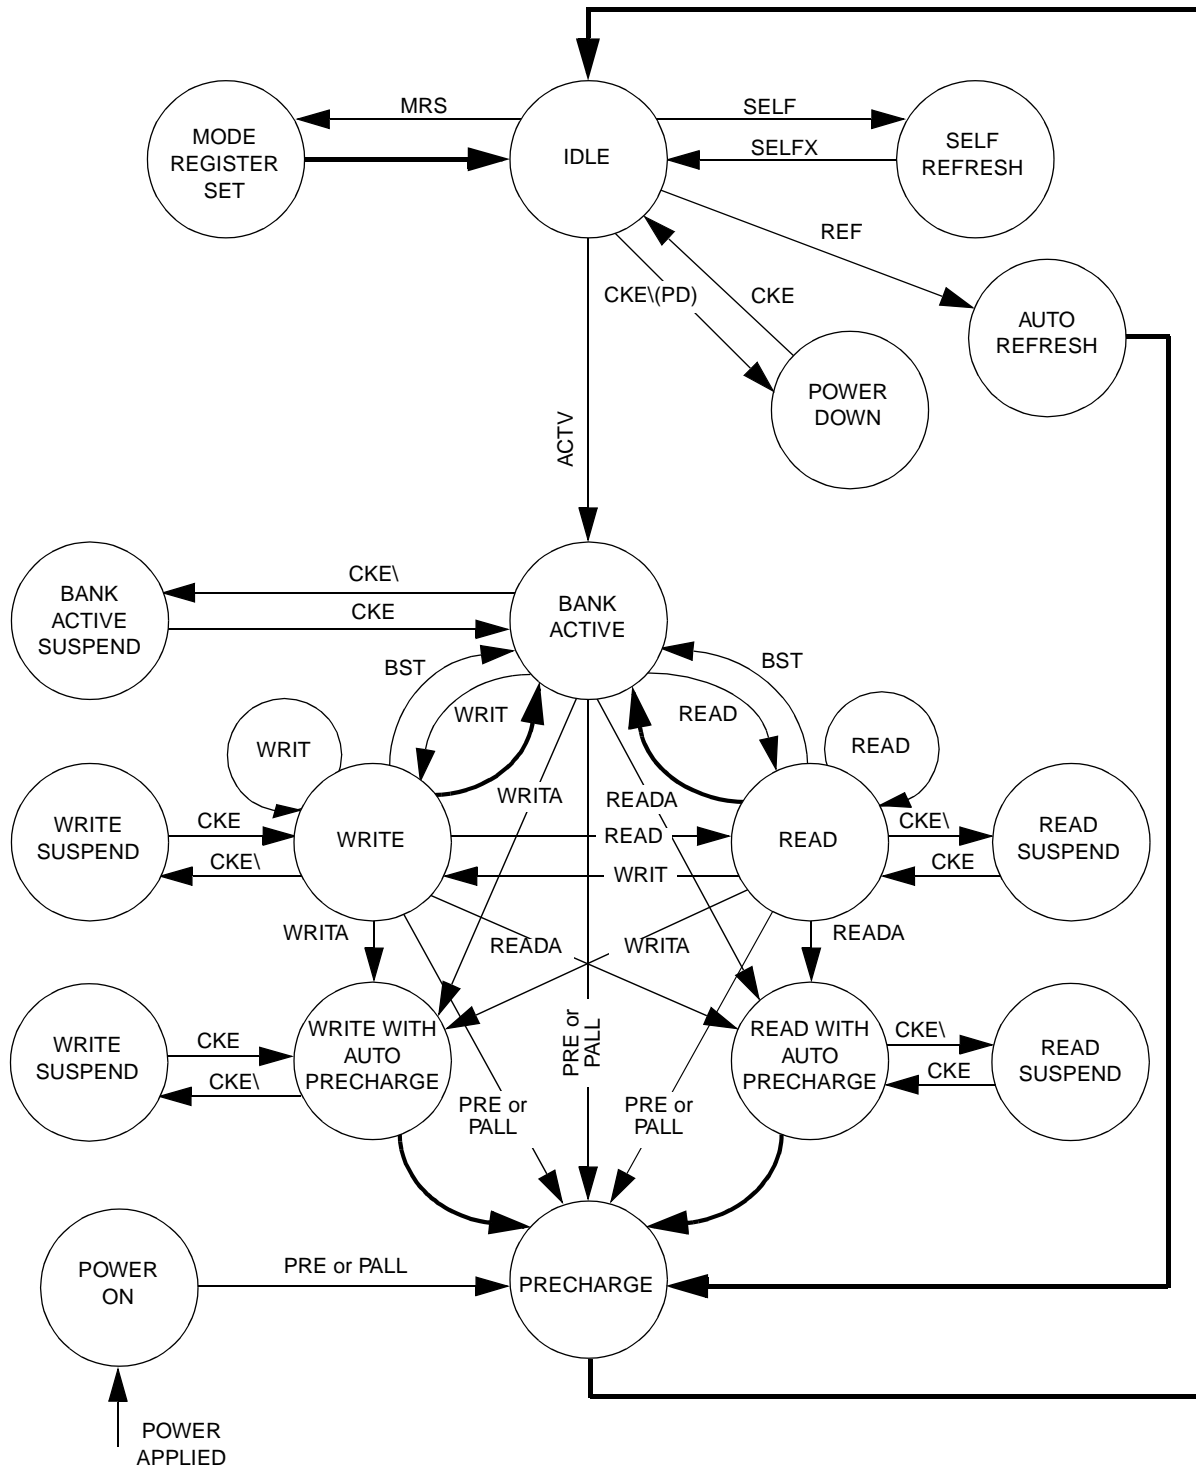 MRS
SELF
MODE
REGISTER
SET
IDLE
SELFX
SELF
REFRESH
REF
CKE\(PD)
CKE
AUTO
REFRESH
POWER
DOWN
ACTV
BANK
ACTIVE
SUSPEND
CKE\
CKE
BANK
ACTIVE
BST
BST
WRIT
READ
WRIT
READ
WRITA
READA
WRITE
SUSPEND
CKE
CKE\
WRITE
READ
WRIT
READ
CKE\
CKE
READ
SUSPEND
WRITA
READA
WRITA
READA
WRITE
SUSPEND
CKE
CKE\
WRITE WITH
AUTO
PRECHARGE
PRE or
PALL
READ WITH
AUTO
PRECHARGE
CKE\
CKE
READ
SUSPEND
PRE or
PALL
PRE or
PALL
POWER
ON
PRE or PALL
PRECHARGE
POWER
APPLIED